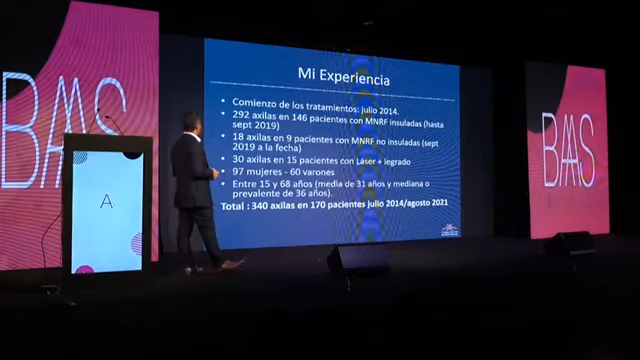 BAAS
A
Mi Experiencia
• Comienzo de los tratamientos: julio 2014.
• 292 axilas en 146 pacientes con MNRF insuladas (hasta
sept 2019)
• 18 axilas en 9 pacientes con MNRF no insuladas (sept
2019 a la fecha)
• 30 axilas en 15 pacientes con Láser + legrado
• 97 mujeres - 60 varones
• Entre 15 y 68 años (media de 31 años y mediana o
prevalente de 36 años).
Total : 340 axilas en 170 pacientes julio 2014/agosto 2021
BAAS